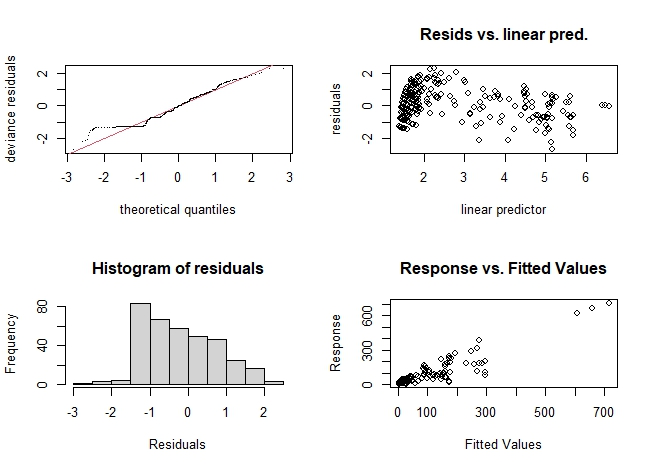 deviance residuals
2
0
-2
-3 -2 -1 0 1 2 3
theoretical quantiles
Resids vs. linear pred.
residuals
2
0
-2
2 3 4 5 6
linear predictor
Histogram of residuals
Frequency
80
40
0
-3 -2 -1 0 1 2
Residuals
Response vs. Fitted Values
Response
600
300
0
0 100 300 500 700
Fitted Values